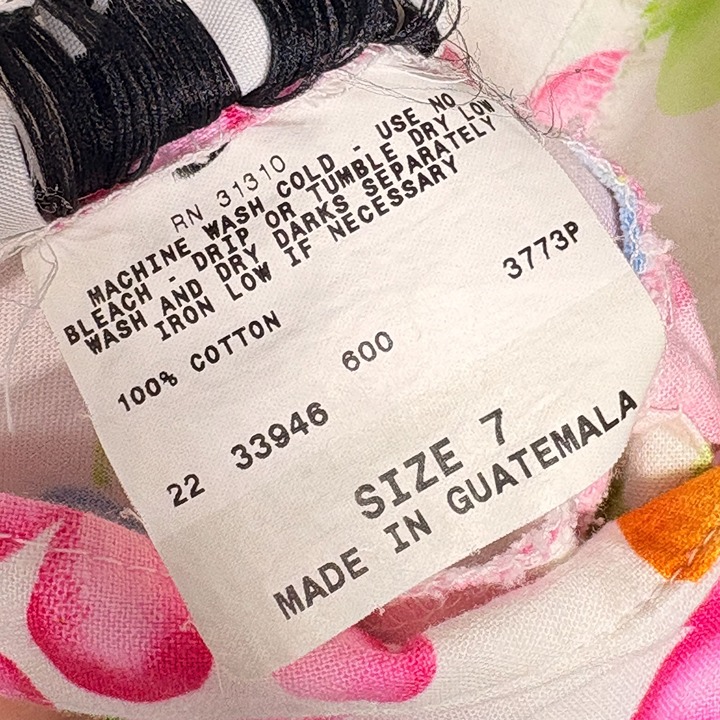 RN 31310
MACHINE WASH COLD - USE NO
BLEACH - DRIP OR TUMBLE DRY LOW
WASH AND DRY DARKS SEPARATELY
IRON LOW IF NECESSARY
3773P
100% COTTON
600
22 33946
SIZE 7
MADE IN GUATEMALA